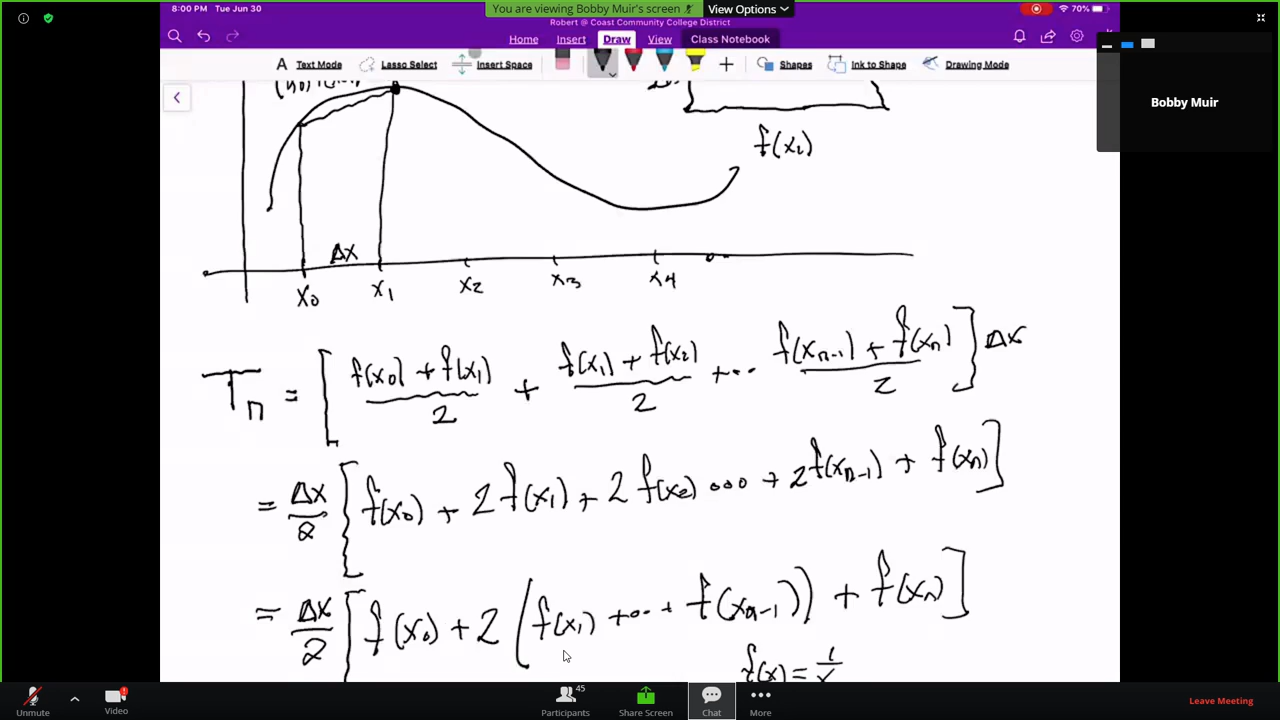 8:00 PM Tue Jun 30
You are viewing Bobby Muir's screen
View Options
70%
Robert @ Coast Community College District
Home Insert Draw View Class Notebook
Text Mode Lasso Select Insert Space Shapes Ink to Shape Drawing Mode
Bobby Muir
f(x₁)
Δx
x₀ x₁ x₂ x₃ x₄
Tₙ = [ (f(x₀) + f(x₁))/2 + (f(x₁) + f(x₂))/2 + ... (f(xₙ₋₁) + f(xₙ))/2 ] Δx
= Δx/2 [ f(x₀) + 2f(x₁) + 2f(x₂) ... + 2f(xₙ₋₁) + f(xₙ) ]
= Δx/2 [ f(x₀) + 2 ( f(x₁) + ... + f(xₙ₋₁) ) + f(xₙ) ]
f(x) = 1/x
Unmute Video Participants 45 Share Screen Chat More Leave Meeting